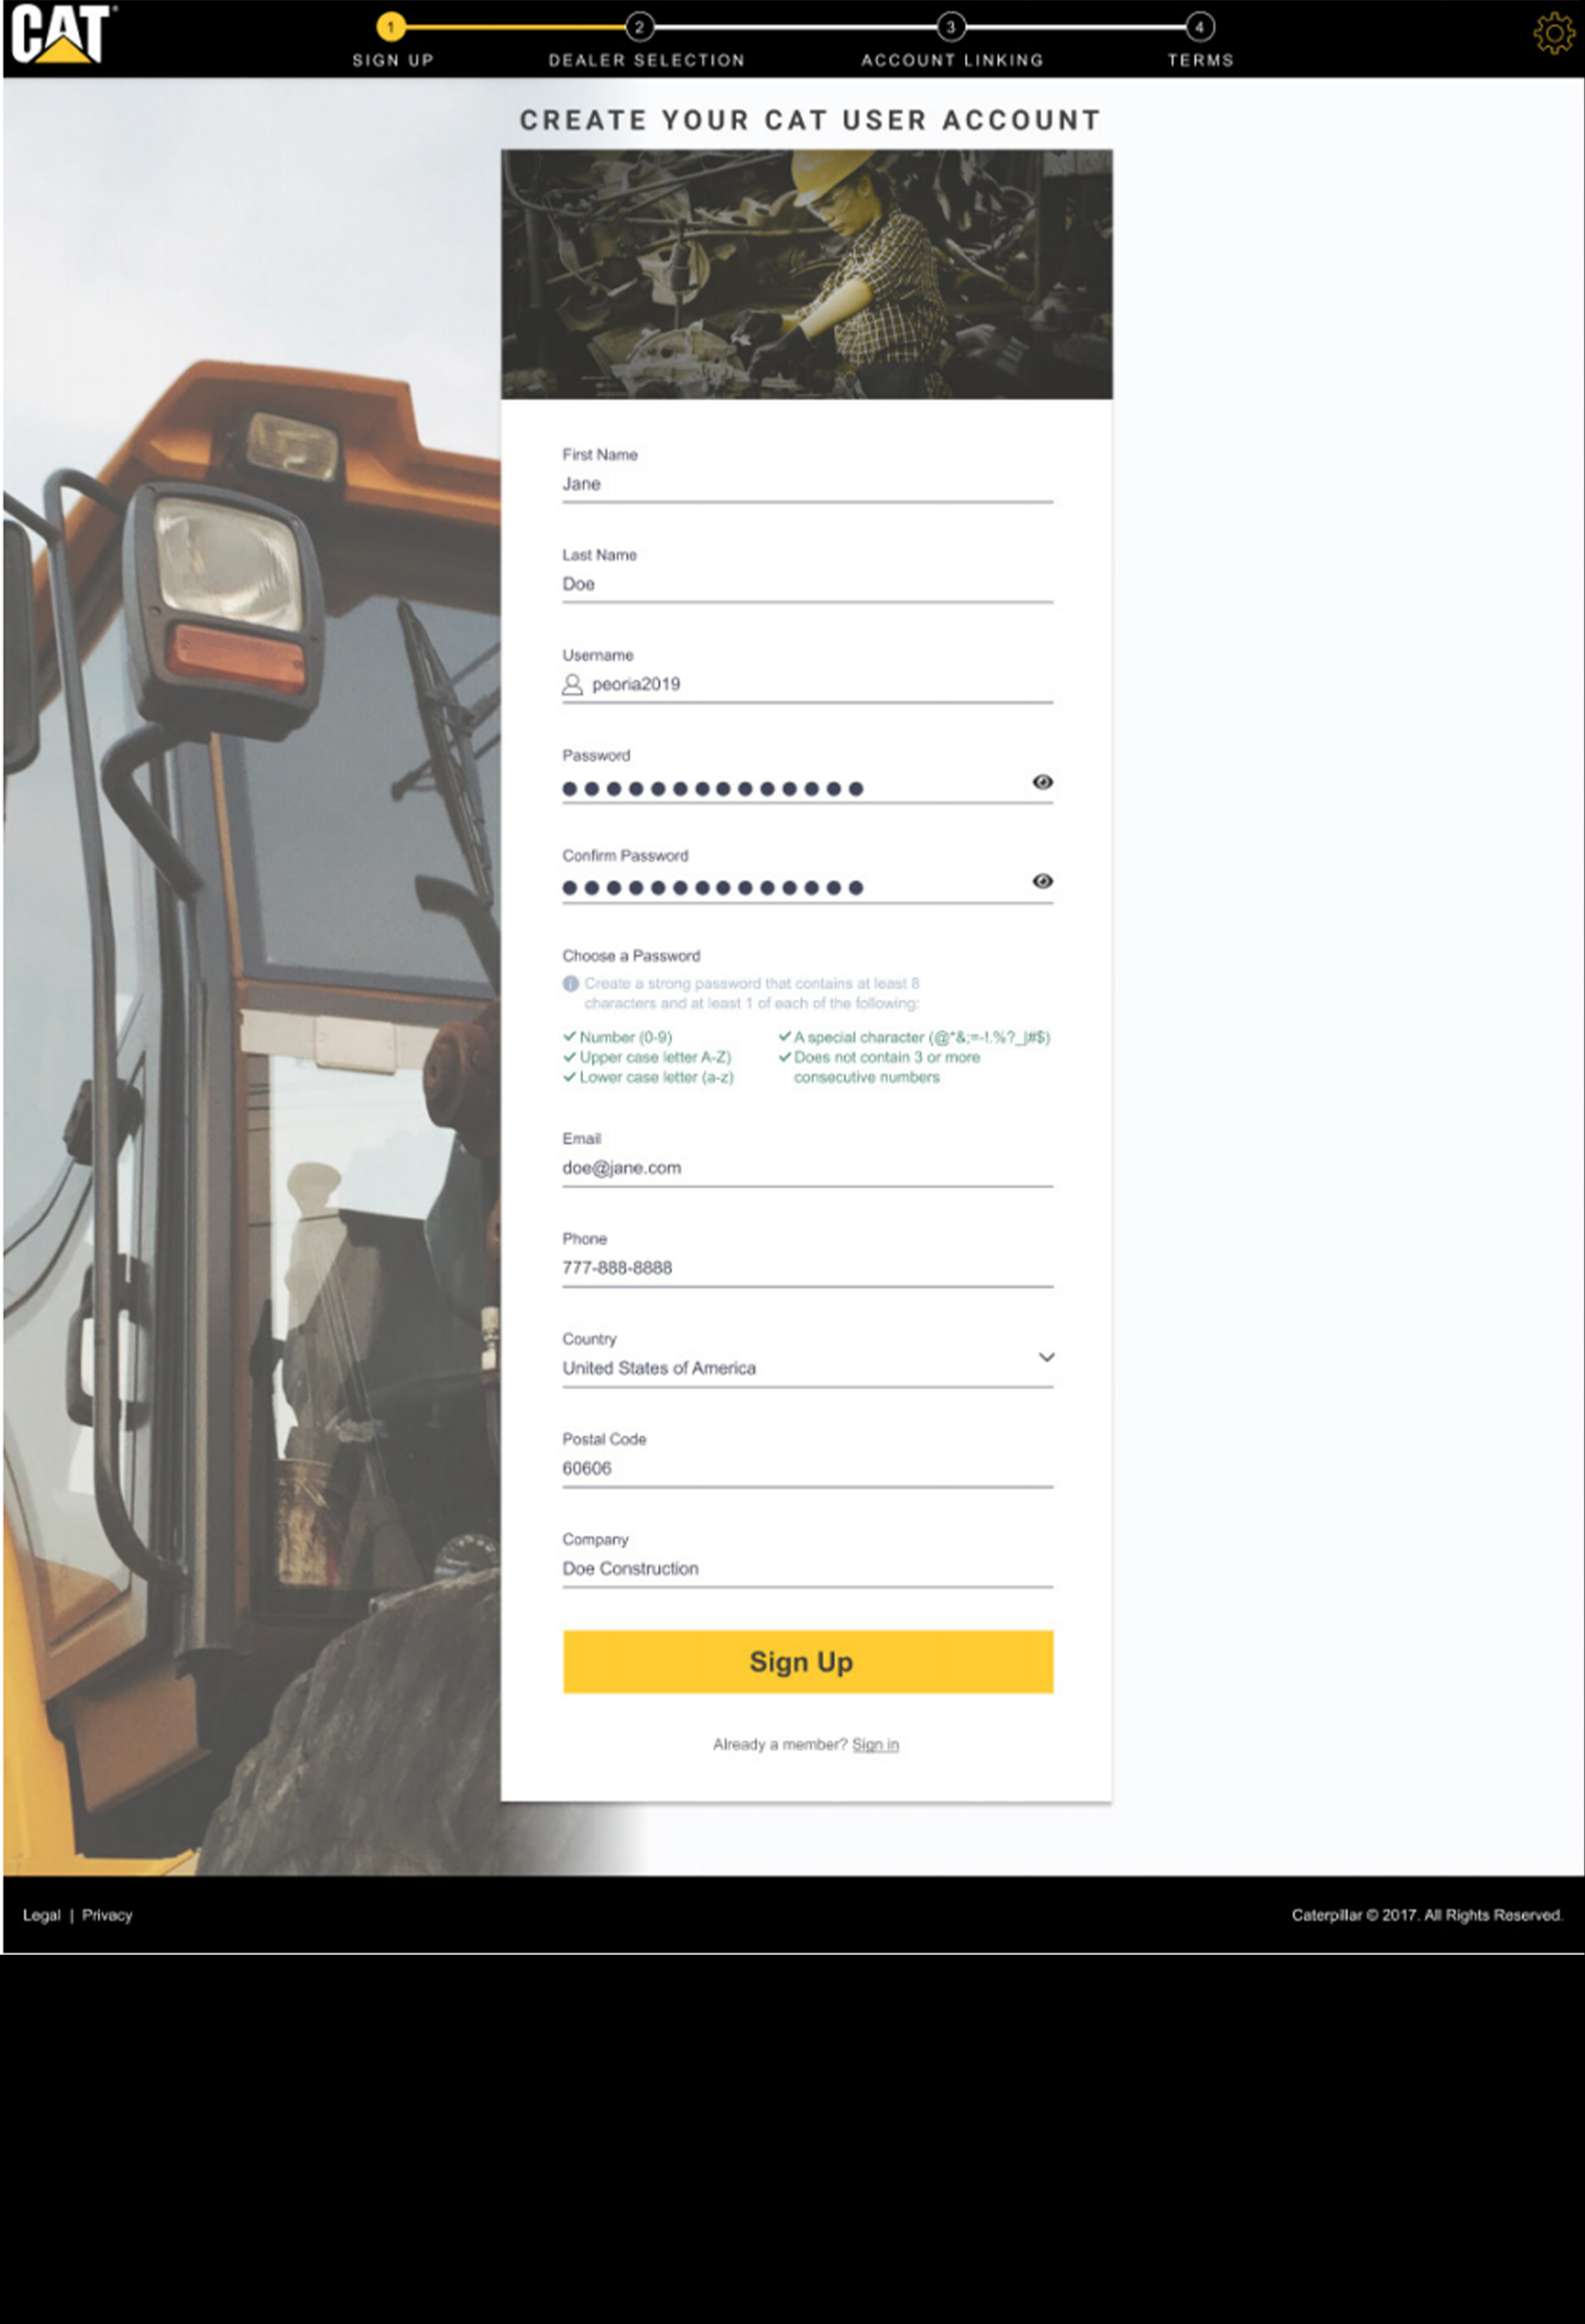 CAT
1
2
3
4
SIGN UP
DEALER SELECTION
ACCOUNT LINKING
TERMS
CREATE YOUR CAT USER ACCOUNT
First Name
Jane
Last Name
Doe
Username
peoria2019
Password
Confirm Password
Choose a Password
Create a strong password that contains at least 8
characters and at least 1 of each of the following:
Number (0-9)
Upper case letter A-Z)
Lower case letter (a-z)
A special character (@*&;=-!.%?_|#$)
Does not contain 3 or more
consecutive numbers
Email
doe@jane.com
Phone
777-888-8888
Country
United States of America
Postal Code
60606
Company
Doe Construction
Sign Up
Already a member? Sign in
Legal | Privacy
Caterpillar © 2017. All Rights Reserved.